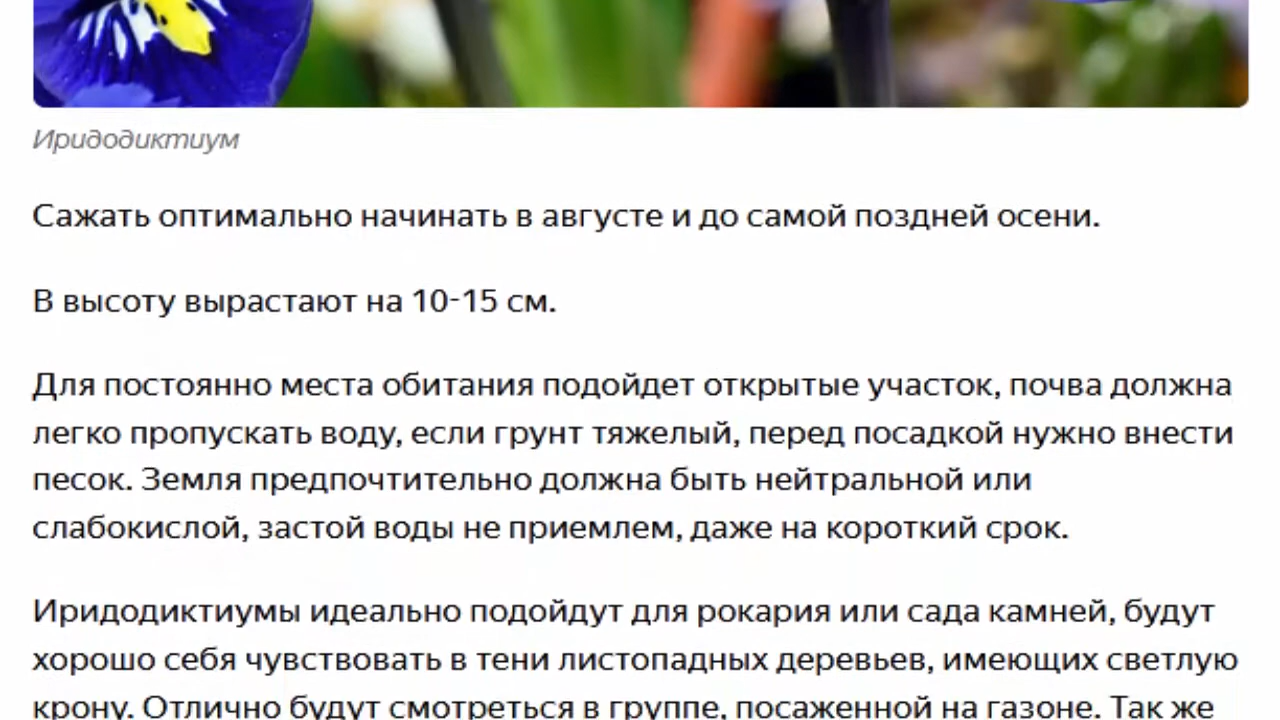 Иридодиктиум
Сажать оптимально начинать в августе и до самой поздней осени.
В высоту вырастают на 10-15 см.
Для постоянно места обитания подойдет открытые участок, почва должна
легко пропускать воду, если грунт тяжелый, перед посадкой нужно внести
песок. Земля предпочтительно должна быть нейтральной или
слабокислой, застой воды не приемлем, даже на короткий срок.
Иридодиктиумы идеально подойдут для рокария или сада камней, будут
хорошо себя чувствовать в тени листопадных деревьев, имеющих светлую
крону. Отлично будут смотреться в группе, посаженной на газоне. Так же